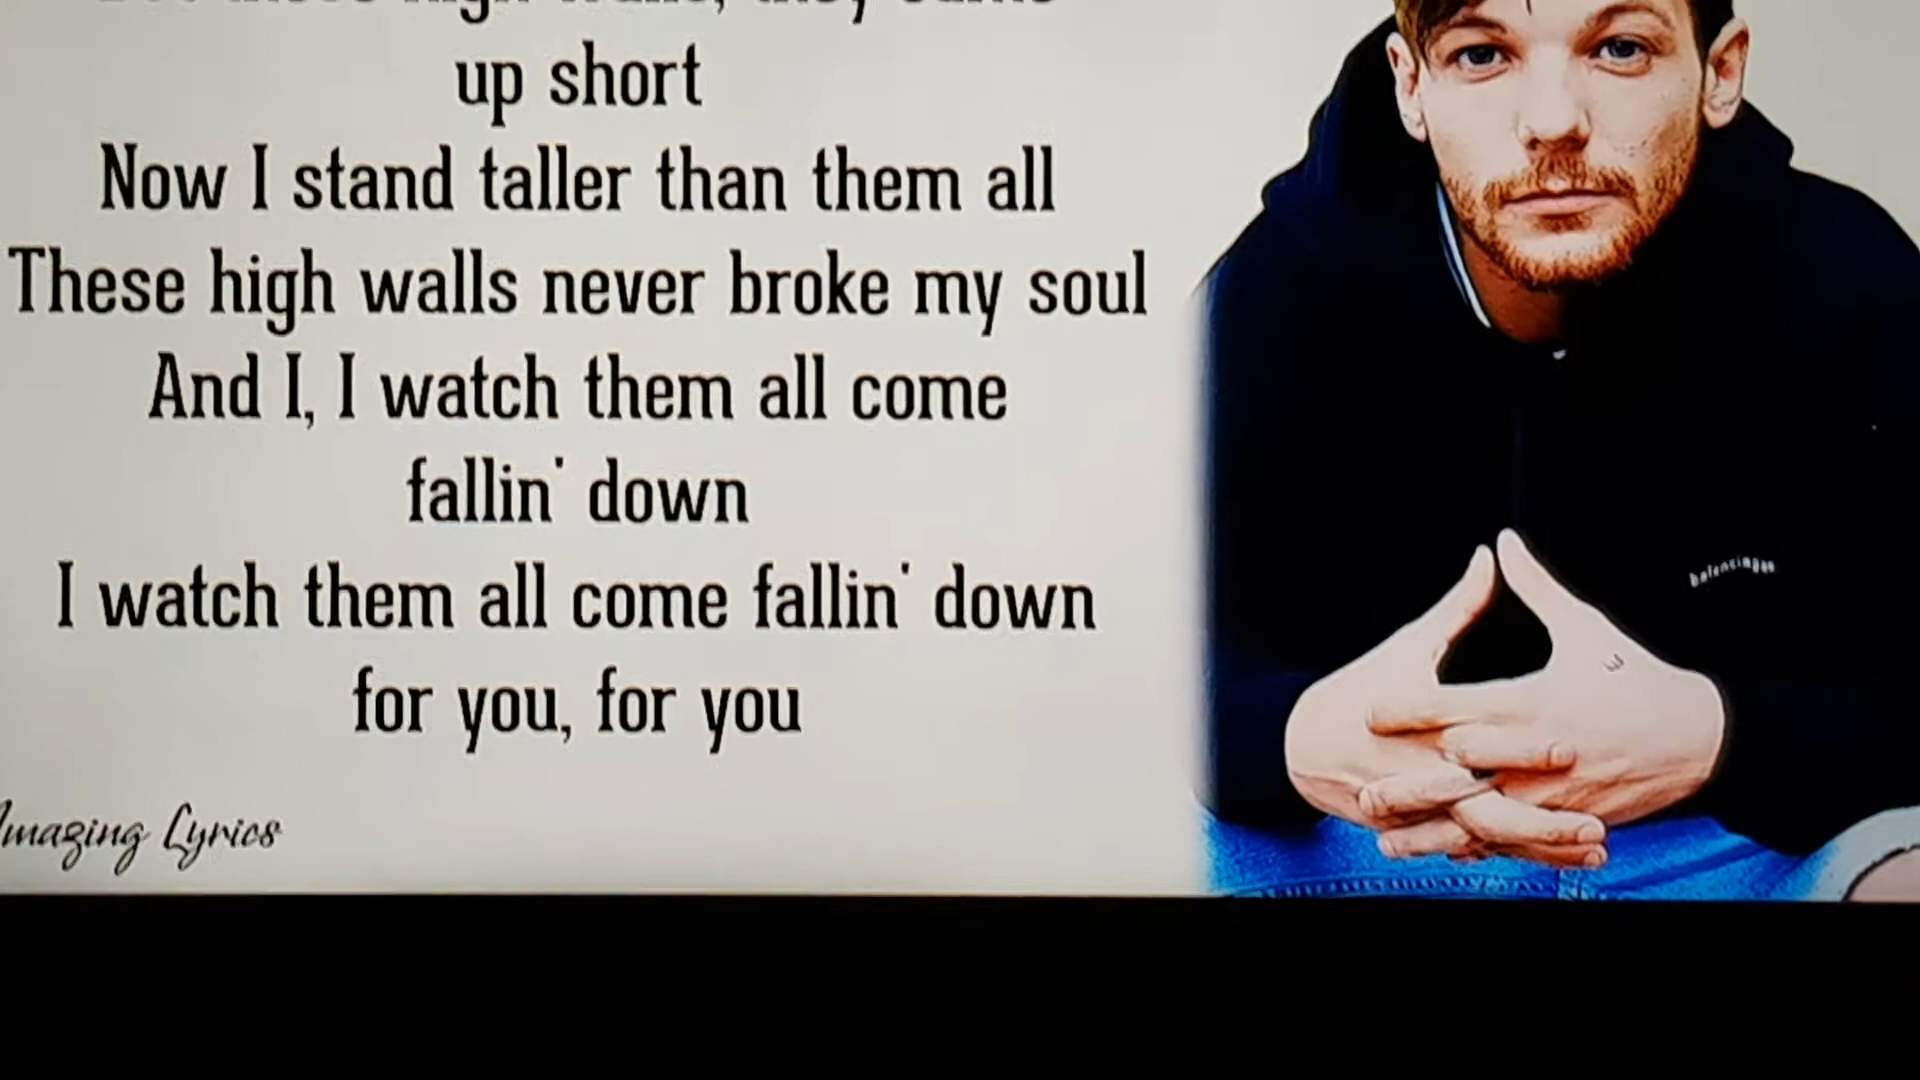 up short
Now I stand taller than them all
These high walls never broke my soul
And I, I watch them all come
fallin' down
I watch them all come fallin' down
for you, for you
balenciaga
Amazing Lyrics